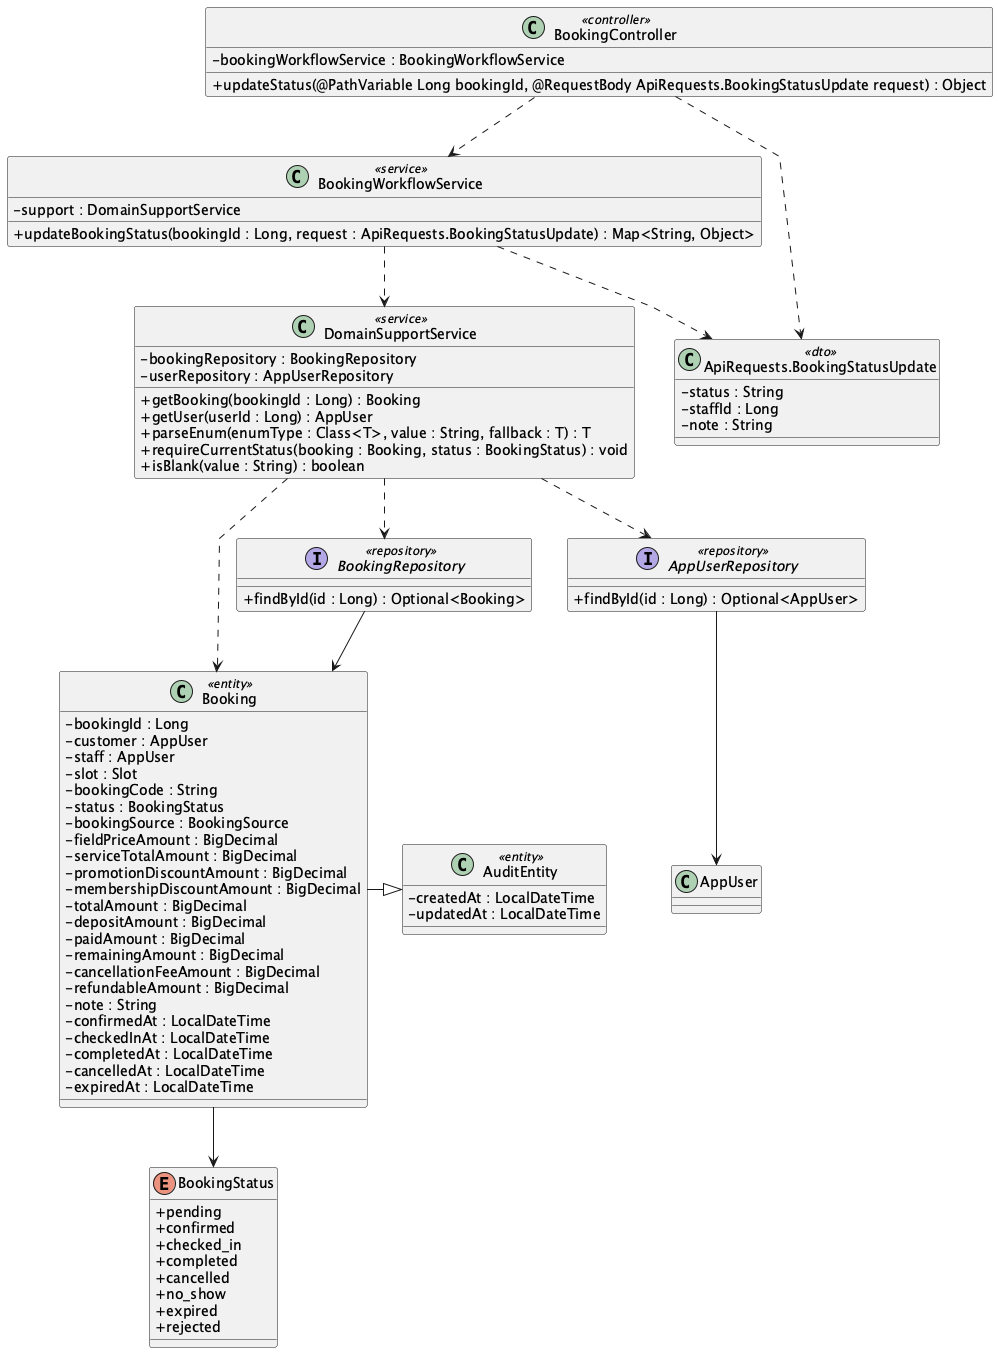 «controller»
C BookingController
-bookingWorkflowService : BookingWorkflowService
+updateStatus(@PathVariable Long bookingId, @RequestBody ApiRequests.BookingStatusUpdate request) : Object
«service»
C BookingWorkflowService
-support : DomainSupportService
+updateBookingStatus(bookingId : Long, request : ApiRequests.BookingStatusUpdate) : Map<String, Object>
«service»
C DomainSupportService
-bookingRepository : BookingRepository
-userRepository : AppUserRepository
+getBooking(bookingId : Long) : Booking
+getUser(userId : Long) : AppUser
+parseEnum(enumType : Class<T>, value : String, fallback : T) : T
+requireCurrentStatus(booking : Booking, status : BookingStatus) : void
+isBlank(value : String) : boolean
«dto»
C ApiRequests.BookingStatusUpdate
-status : String
-staffId : Long
-note : String
«repository»
I BookingRepository
+findById(id : Long) : Optional<Booking>
«repository»
I AppUserRepository
+findById(id : Long) : Optional<AppUser>
«entity»
C Booking
-bookingId : Long
-customer : AppUser
-staff : AppUser
-slot : Slot
-bookingCode : String
-status : BookingStatus
-bookingSource : BookingSource
-fieldPriceAmount : BigDecimal
-serviceTotalAmount : BigDecimal
-promotionDiscountAmount : BigDecimal
-membershipDiscountAmount : BigDecimal
-totalAmount : BigDecimal
-depositAmount : BigDecimal
-paidAmount : BigDecimal
-remainingAmount : BigDecimal
-cancellationFeeAmount : BigDecimal
-refundableAmount : BigDecimal
-note : String
-confirmedAt : LocalDateTime
-checkedInAt : LocalDateTime
-completedAt : LocalDateTime
-cancelledAt : LocalDateTime
-expiredAt : LocalDateTime
«entity»
C AuditEntity
-createdAt : LocalDateTime
-updatedAt : LocalDateTime
C AppUser
E BookingStatus
+pending
+confirmed
+checked_in
+completed
+cancelled
+no_show
+expired
+rejected